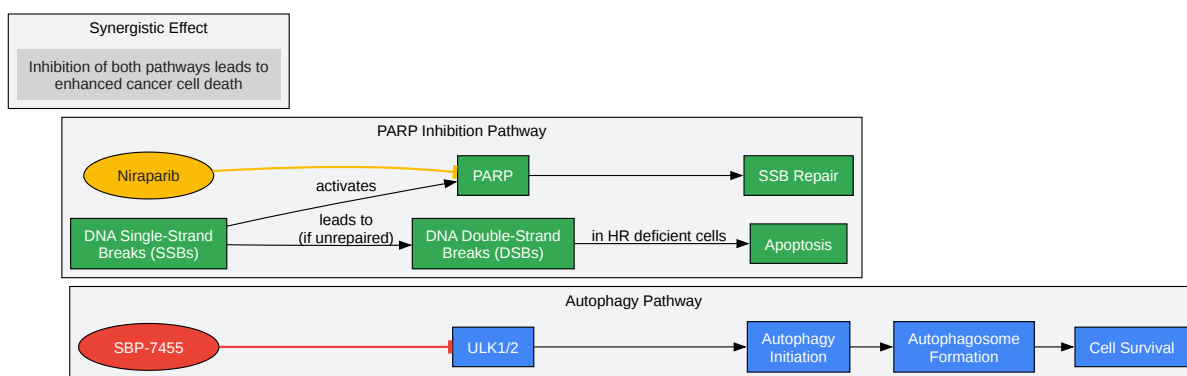 Synergistic Effect
Inhibition of both pathways leads to
enhanced cancer cell death
PARP Inhibition Pathway
Niraparib
PARP
SSB Repair
activates
DNA Single-Strand
Breaks (SSBs)
leads to
(if unrepaired)
DNA Double-Strand
Breaks (DSBs)
in HR deficient cells
Apoptosis
Autophagy Pathway
SBP-7455
ULK1/2
Autophagy
Initiation
Autophagosome
Formation
Cell Survival